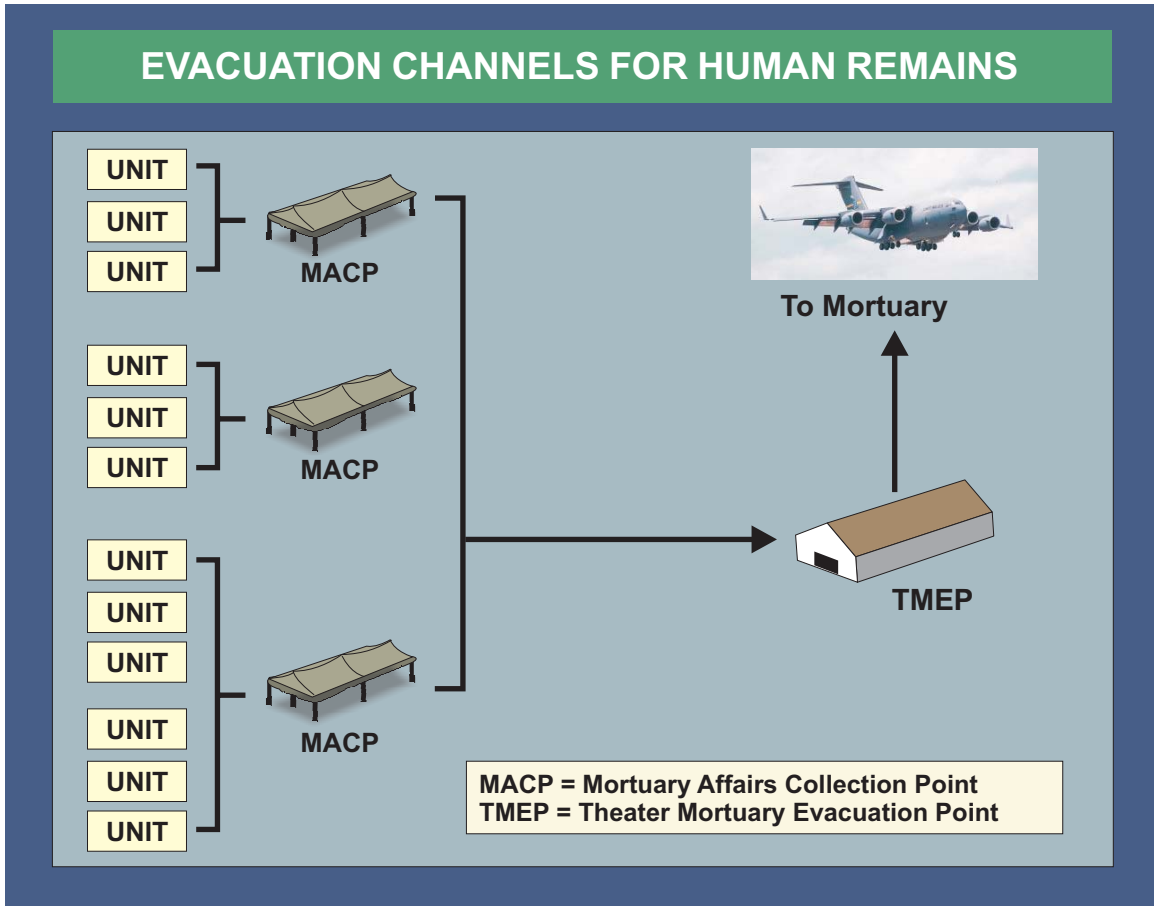 EVACUATION CHANNELS FOR HUMAN REMAINS
UNIT
UNIT
UNIT
MACP
UNIT
UNIT
UNIT
MACP
UNIT
UNIT
UNIT
UNIT
UNIT
UNIT
MACP
To Mortuary
TMEP
MACP = Mortuary Affairs Collection Point
TMEP = Theater Mortuary Evacuation Point